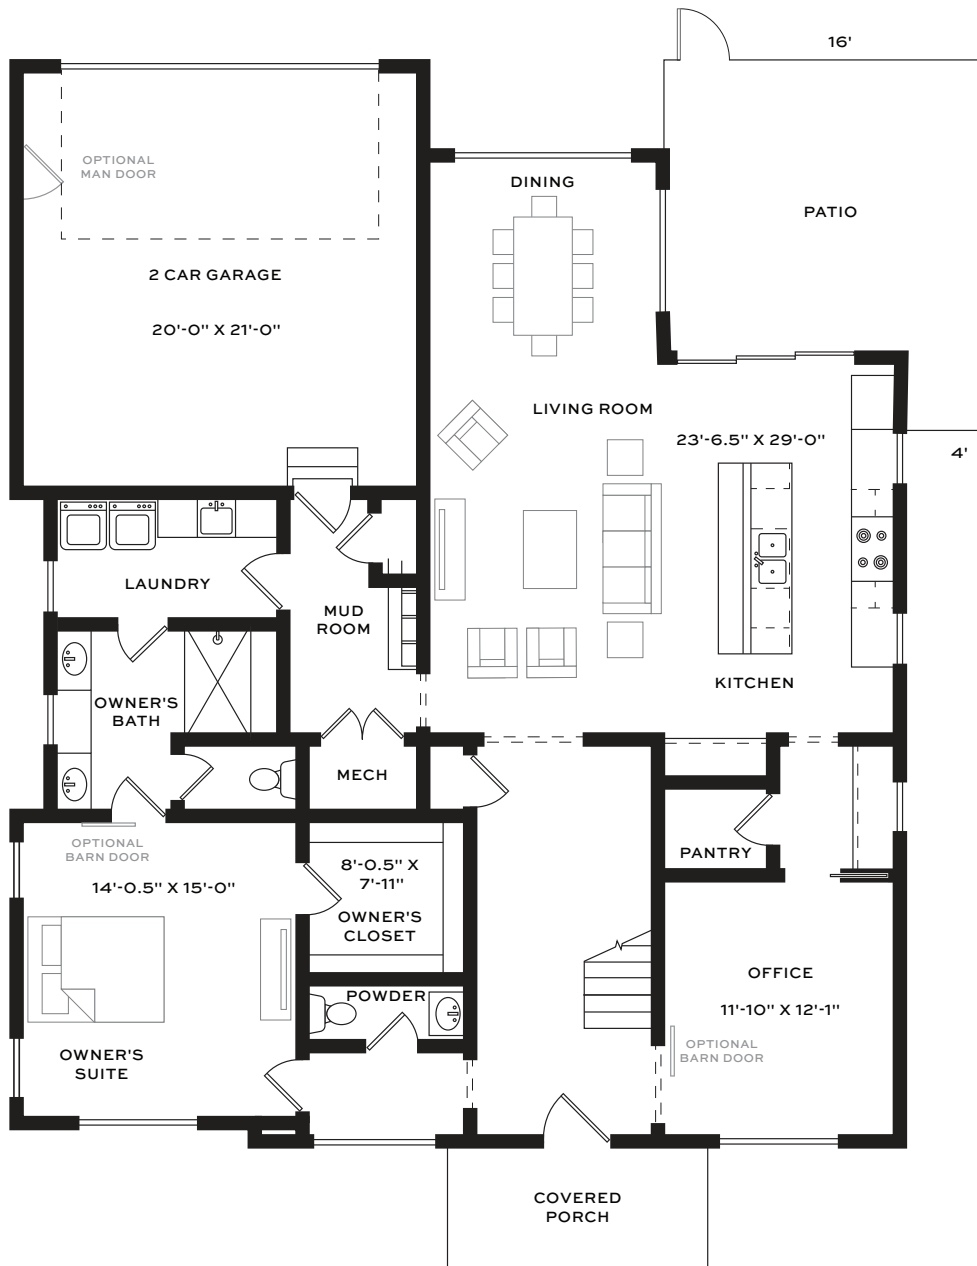 16'
OPTIONAL
MAN DOOR
DINING
PATIO
2 CAR GARAGE
20'-0" X 21'-0"
LIVING ROOM
23'-6.5" X 29'-0"
4'
LAUNDRY
MUD
ROOM
KITCHEN
OWNER'S
BATH
MECH
OPTIONAL
BARN DOOR
14'-0.5" X 15'-0"
8'-0.5" X
7'-11"
OWNER'S
CLOSET
PANTRY
POWDER
OFFICE
11'-10" X 12'-1"
OPTIONAL
BARN DOOR
OWNER'S
SUITE
COVERED
PORCH